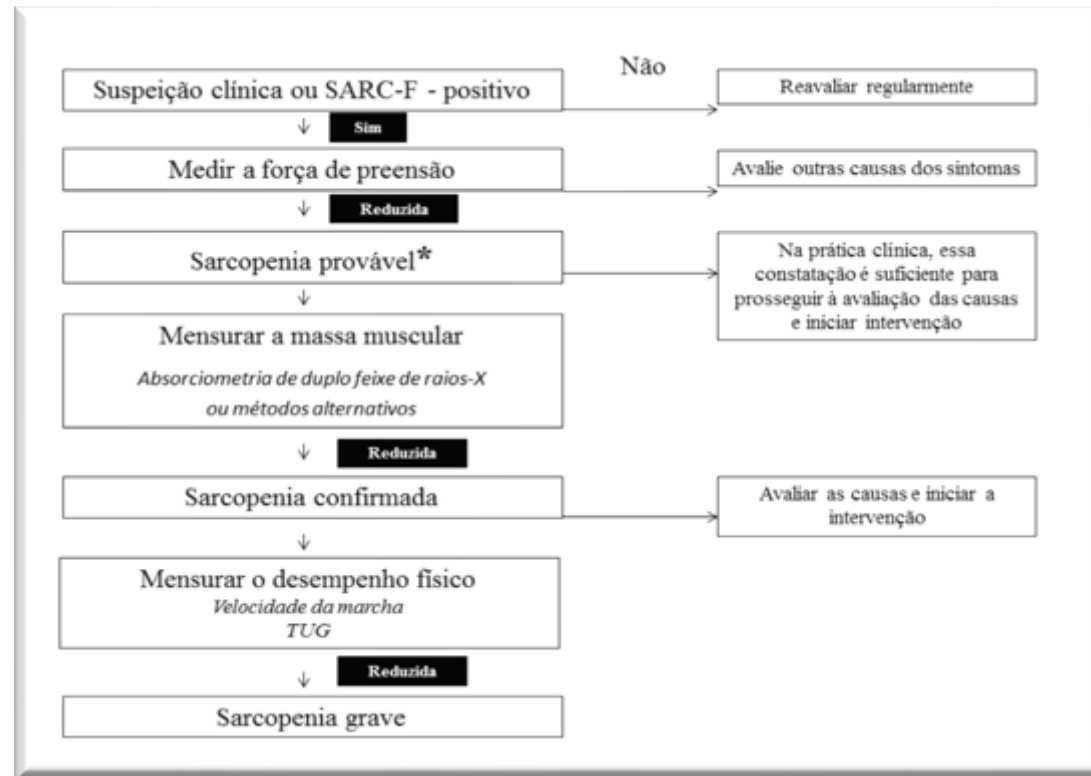 Não
Suspeição clínica ou SARC-F - positivo
Reavaliar regularmente
Sim
Medir a força de preensão
Avalie outras causas dos sintomas
Reduzida
Sarcopenia provável*
Na prática clínica, essa
constatação é suficiente para
prosseguir à avaliação das causas
e iniciar intervenção
Mensurar a massa muscular
Absorciometria de duplo feixe de raios-X
ou métodos alternativos
Reduzida
Sarcopenia confirmada
Avaliar as causas e iniciar a
intervenção
Mensurar o desempenho físico
Velocidade da marcha
TUG
Reduzida
Sarcopenia grave